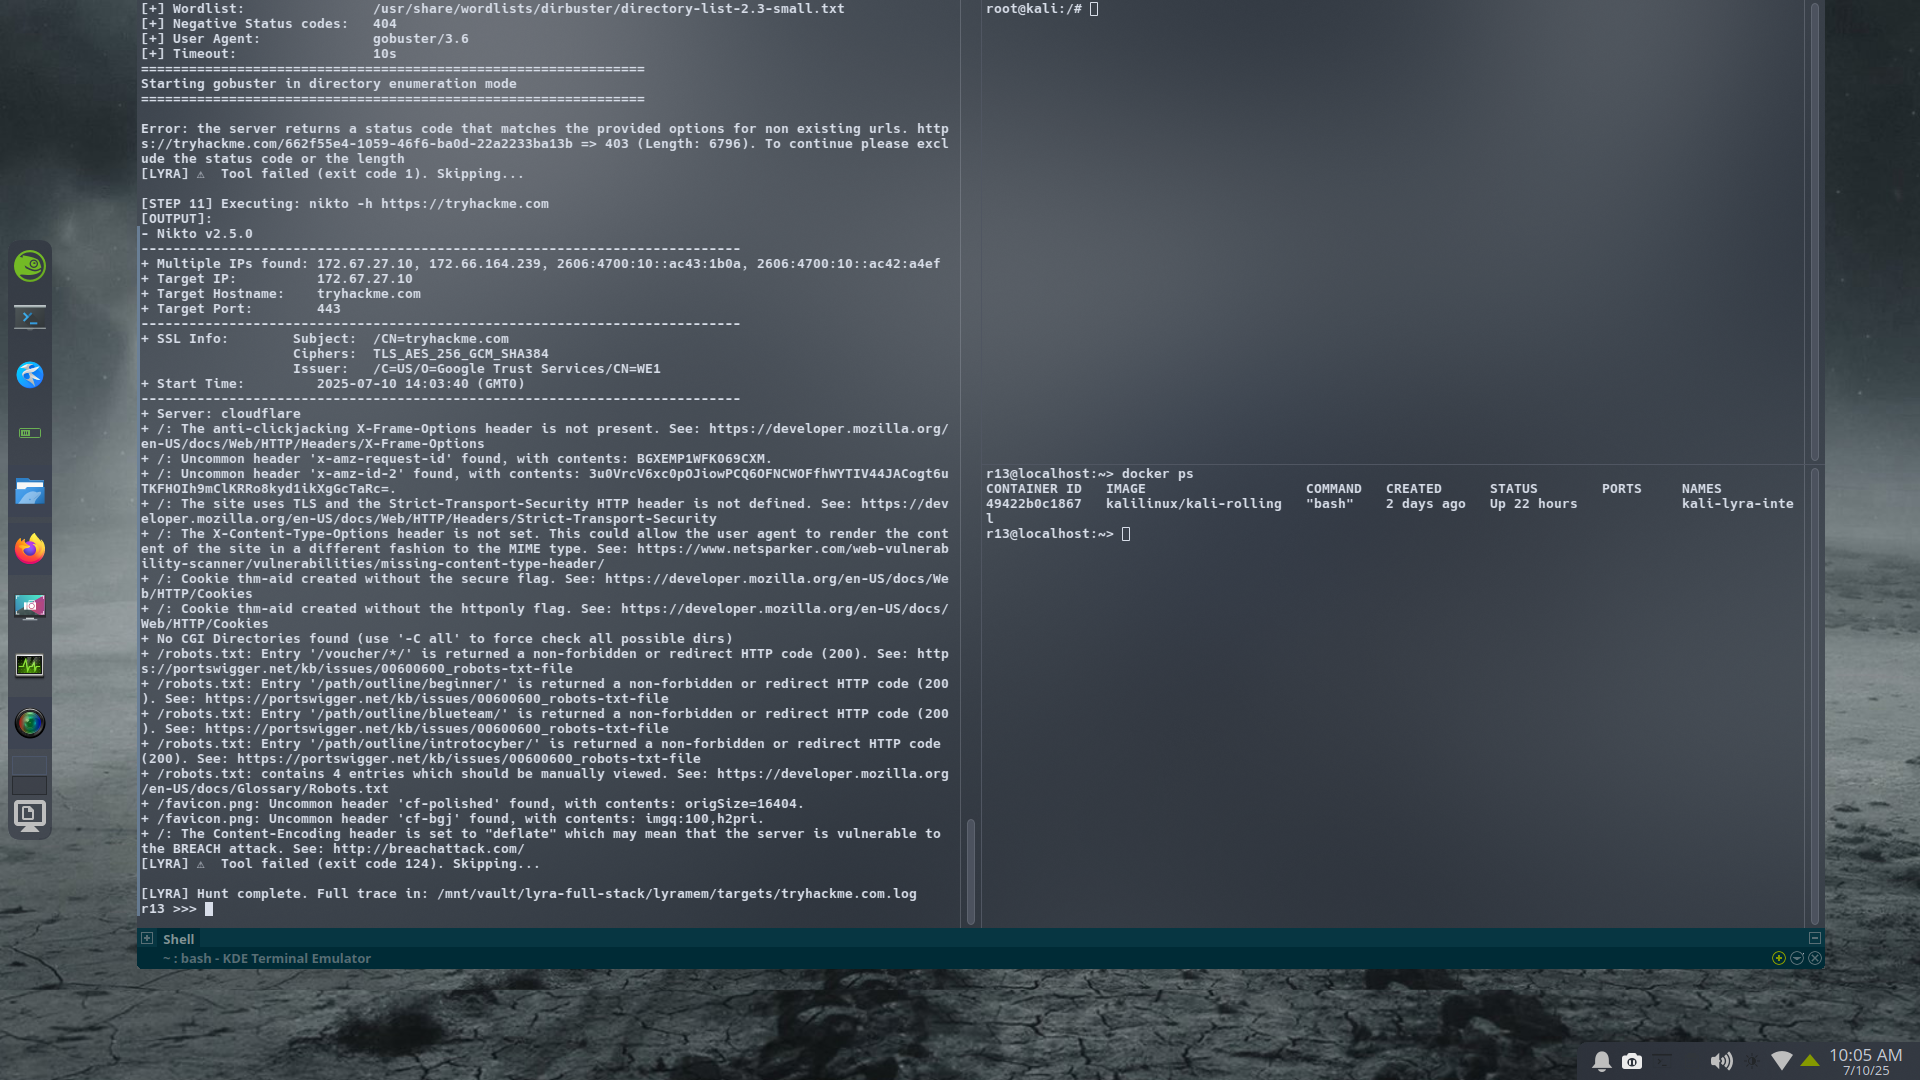 [+] Wordlist:                /usr/share/wordlists/dirbuster/directory-list-2.3-small.txt
[+] Negative Status codes:   404
[+] User Agent:              gobuster/3.6
[+] Timeout:                 10s
===============================================================
Starting gobuster in directory enumeration mode
===============================================================
Error: the server returns a status code that matches the provided options for non existing urls. http
s://tryhackme.com/662f55e4-1059-46f6-ba0d-22a2233ba13b => 403 (Length: 6796). To continue please excl
ude the status code or the length
[LYRA] ⚠  Tool failed (exit code 1). Skipping...
[STEP 11] Executing: nikto -h https://tryhackme.com
[OUTPUT]:
- Nikto v2.5.0
---------------------------------------------------------------------------
+ Multiple IPs found: 172.67.27.10, 172.66.164.239, 2606:4700:10::ac43:1b0a, 2606:4700:10::ac42:a4ef
+ Target IP:          172.67.27.10
+ Target Hostname:    tryhackme.com
+ Target Port:        443
---------------------------------------------------------------------------
+ SSL Info:        Subject:  /CN=tryhackme.com
                   Ciphers:  TLS_AES_256_GCM_SHA384
                   Issuer:   /C=US/O=Google Trust Services/CN=WE1
+ Start Time:         2025-07-10 14:03:40 (GMT0)
---------------------------------------------------------------------------
+ Server: cloudflare
+ /: The anti-clickjacking X-Frame-Options header is not present. See: https://developer.mozilla.org/
en-US/docs/Web/HTTP/Headers/X-Frame-Options
+ /: Uncommon header 'x-amz-request-id' found, with contents: BGXEMP1WFK069CXM.
+ /: Uncommon header 'x-amz-id-2' found, with contents: 3u0VrcV6xc0pOJiowPCQ6OFNCWOFfhWYTIV44JACogt6u
TKFHOIh9mClKRRo8kyd1ikXgGcTaRc=.
+ /: The site uses TLS and the Strict-Transport-Security HTTP header is not defined. See: https://dev
eloper.mozilla.org/en-US/docs/Web/HTTP/Headers/Strict-Transport-Security
+ /: The X-Content-Type-Options header is not set. This could allow the user agent to render the cont
ent of the site in a different fashion to the MIME type. See: https://www.netsparker.com/web-vulnerab
ility-scanner/vulnerabilities/missing-content-type-header/
+ /: Cookie thm-aid created without the secure flag. See: https://developer.mozilla.org/en-US/docs/We
b/HTTP/Cookies
+ /: Cookie thm-aid created without the httponly flag. See: https://developer.mozilla.org/en-US/docs/
Web/HTTP/Cookies
+ No CGI Directories found (use '-C all' to force check all possible dirs)
+ /robots.txt: Entry '/voucher/*/' is returned a non-forbidden or redirect HTTP code (200). See: http
s://portswigger.net/kb/issues/00600600_robots-txt-file
+ /robots.txt: Entry '/path/outline/beginner/' is returned a non-forbidden or redirect HTTP code (200
). See: https://portswigger.net/kb/issues/00600600_robots-txt-file
+ /robots.txt: Entry '/path/outline/blueteam/' is returned a non-forbidden or redirect HTTP code (200
). See: https://portswigger.net/kb/issues/00600600_robots-txt-file
+ /robots.txt: Entry '/path/outline/introtocyber/' is returned a non-forbidden or redirect HTTP code
(200). See: https://portswigger.net/kb/issues/00600600_robots-txt-file
+ /robots.txt: contains 4 entries which should be manually viewed. See: https://developer.mozilla.org
/en-US/docs/Glossary/Robots.txt
+ /favicon.png: Uncommon header 'cf-polished' found, with contents: origSize=16404.
+ /favicon.png: Uncommon header 'cf-bgj' found, with contents: imgq:100,h2pri.
+ /: The Content-Encoding header is set to "deflate" which may mean that the server is vulnerable to
the BREACH attack. See: http://breachattack.com/
[LYRA] ⚠  Tool failed (exit code 124). Skipping...
[LYRA] Hunt complete. Full trace in: /mnt/vault/lyra-full-stack/lyramem/targets/tryhackme.com.log
r13 >>>
root@kali:/#
r13@localhost:~> docker ps
CONTAINER ID   IMAGE                    COMMAND   CREATED      STATUS        PORTS     NAMES
49422b0c1867   kalilinux/kali-rolling   "bash"    2 days ago   Up 22 hours             kali-lyra-inte
l
r13@localhost:~>
Shell
~ : bash - KDE Terminal Emulator
10:05 AM
7/10/25